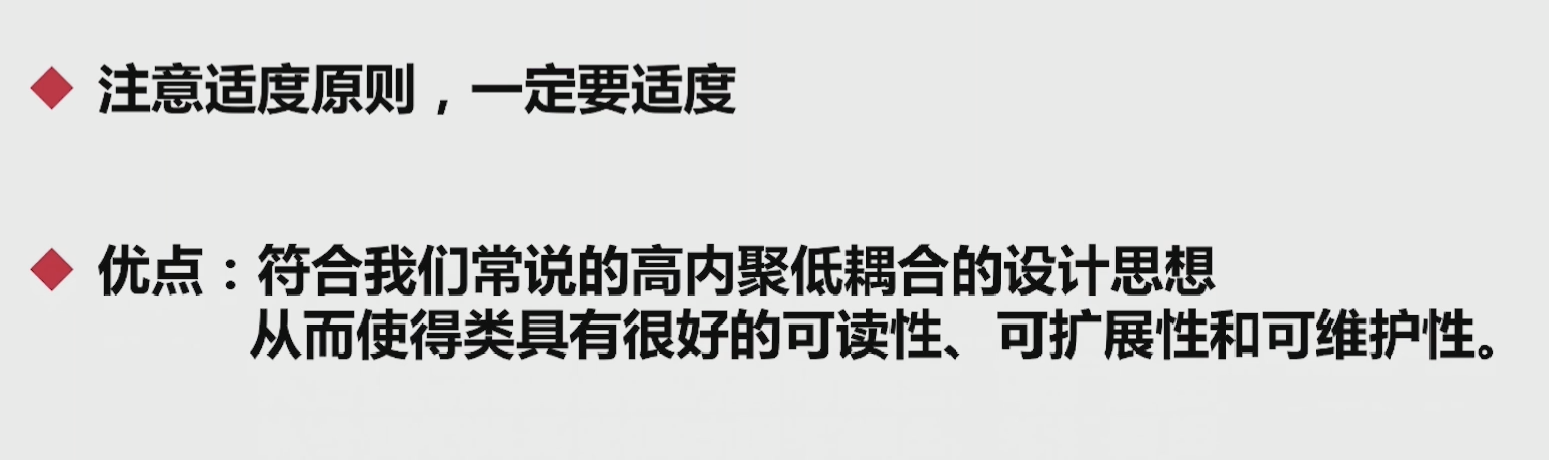 注意适度原则，一定要适度
优点：符合我们常说的高内聚低耦合的设计思想
从而使得类具有很好的可读性、可扩展性和可维护性。